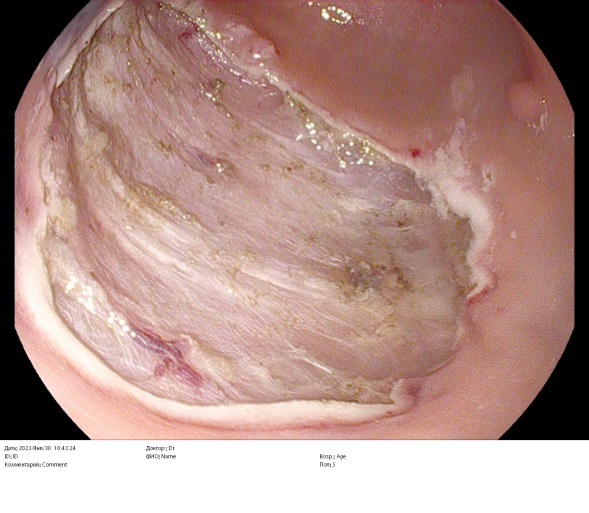 Дата: 2023/Янв/30 10:43:24 Доктор : Dr.
ID: ID ФИО: Name Возр.: Age
Комментарий: Comment Пол: S